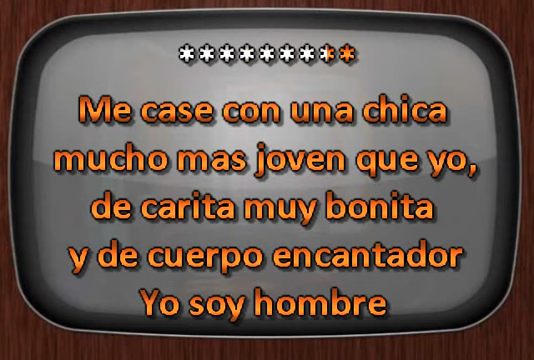 *********
Me case con una chica
mucho mas joven que yo,
de carita muy bonita
y de cuerpo encantador
Yo soy hombre